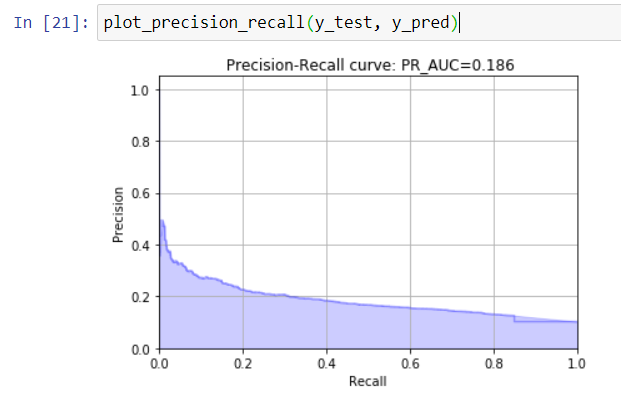 In [21]: plot_precision_recall(y_test, y_pred)
Precision-Recall curve: PR_AUC=0.186
1.0
0.8
0.6
0.4
0.2
0.0
Precision
0.0 0.2 0.4 0.6 0.8 1.0
Recall